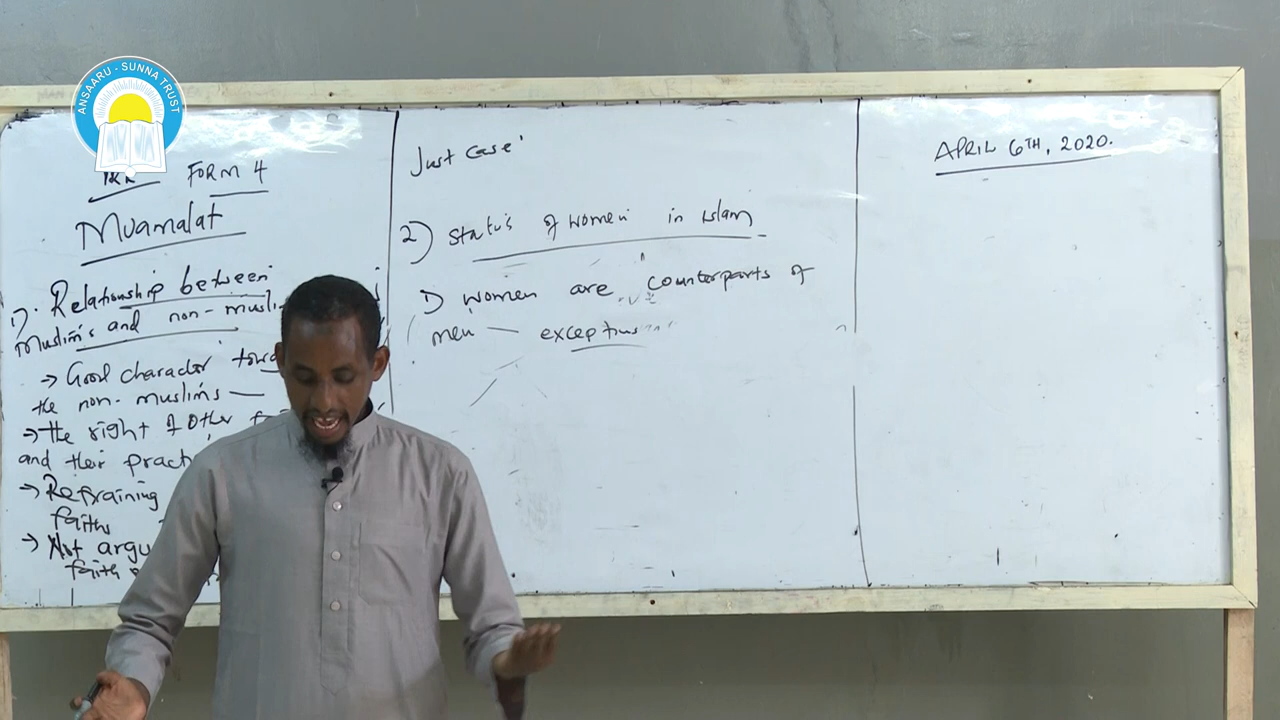 ANSAARU - SUNNA TRUST
FORM 4
Muamalat
1). Relationship between
Muslims and non-musli
→ Good character towa
the non-muslims —
→ the right of other
and their pract
→ Refraining
faiths
→ Not argu
faith
Just case'
2) Status of women in Islam
1) women are counterparts of
men —
APRIL 6TH, 2020.